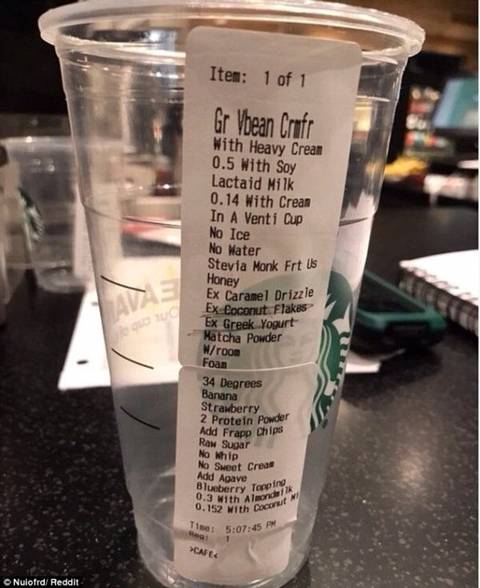 Item: 1 of 1
Gr Vbean Crmfr
With Heavy Cream
0.5 With Soy
Lactaid Milk
0.14 With Cream
In A Venti Cup
No Ice
No Water
Stevia Monk Frt Us
Honey
Ex Caramel Drizzle
Ex Coconut Flakes
Ex Greek Yogurt
Matcha Powder
W/room
Foam
34 Degrees
Banana
Strawberry
2 Protein Powder
Add Frapp Chips
Raw Sugar
No Whip
No Sweet Cream
Add Agave
Blueberry Topping
0.3 With Almondmilk
0.152 With Coconut Mi
Time: 5:07:45 PM
Reg: 1
>CAFE<
© Nuiofrd/ Reddit